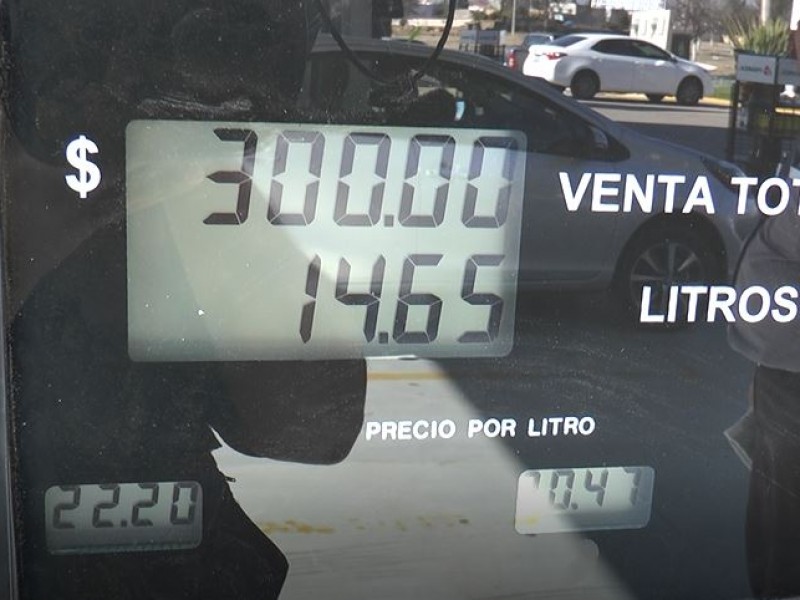 $ 300.00 VENTA TOT
14.65 LITROS
PRECIO POR LITRO
22.20 20.47